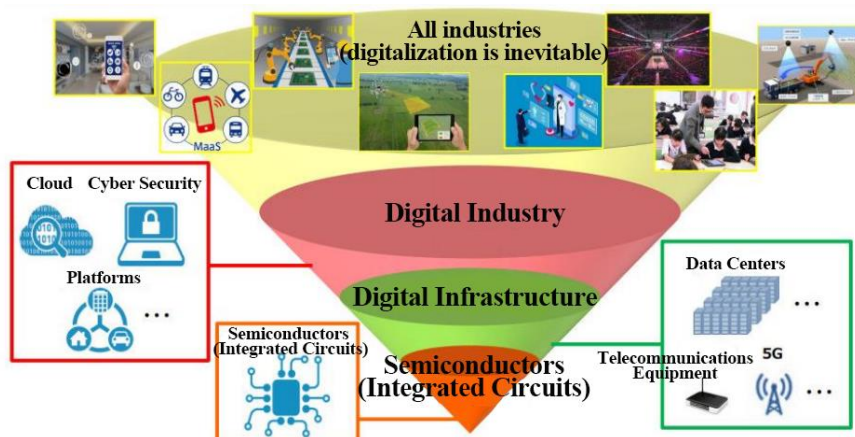 All industries
(digitalization is inevitable)
MaaS
Cloud
Cyber Security
Platforms
...
Digital Industry
Digital Infrastructure
Semiconductors
(Integrated Circuits)
Semiconductors
(Integrated Circuits)
Data Centers
...
Telecommunications
Equipment
5G
...